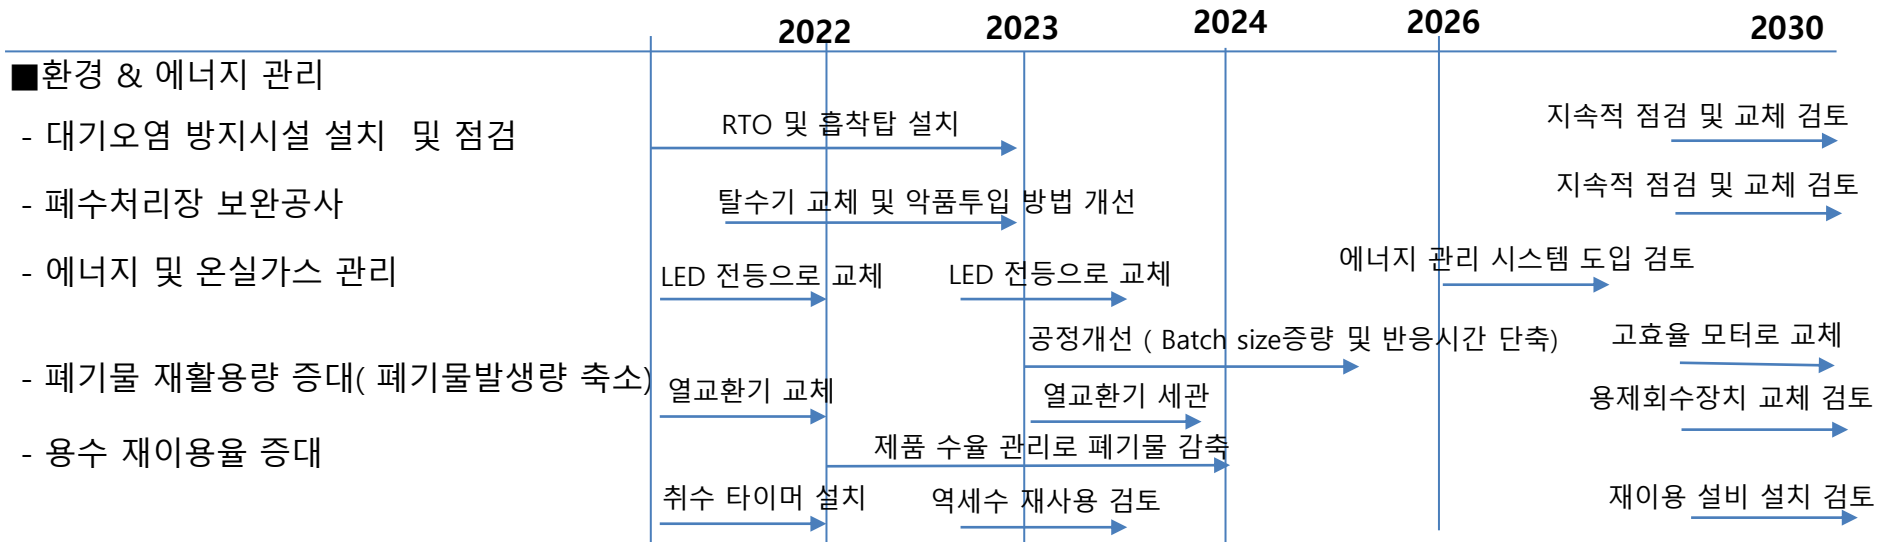 2022 2023 2024 2026 2030
■환경 & 에너지 관리
- 대기오염 방지시설 설치 및 점검
RTO 및 흡착탑 설치
지속적 점검 및 교체 검토
- 폐수처리장 보완공사
탈수기 교체 및 악품투입 방법 개선
지속적 점검 및 교체 검토
- 에너지 및 온실가스 관리
LED 전등으로 교체
LED 전등으로 교체
에너지 관리 시스템 도입 검토
공정개선 ( Batch size증량 및 반응시간 단축)
고효율 모터로 교체
- 폐기물 재활용량 증대( 폐기물발생량 축소)
열교환기 교체
열교환기 세관
용제회수장치 교체 검토
- 용수 재이용율 증대
제품 수율 관리로 폐기물 감축
취수 타이머 설치
역세수 재사용 검토
재이용 설비 설치 검토